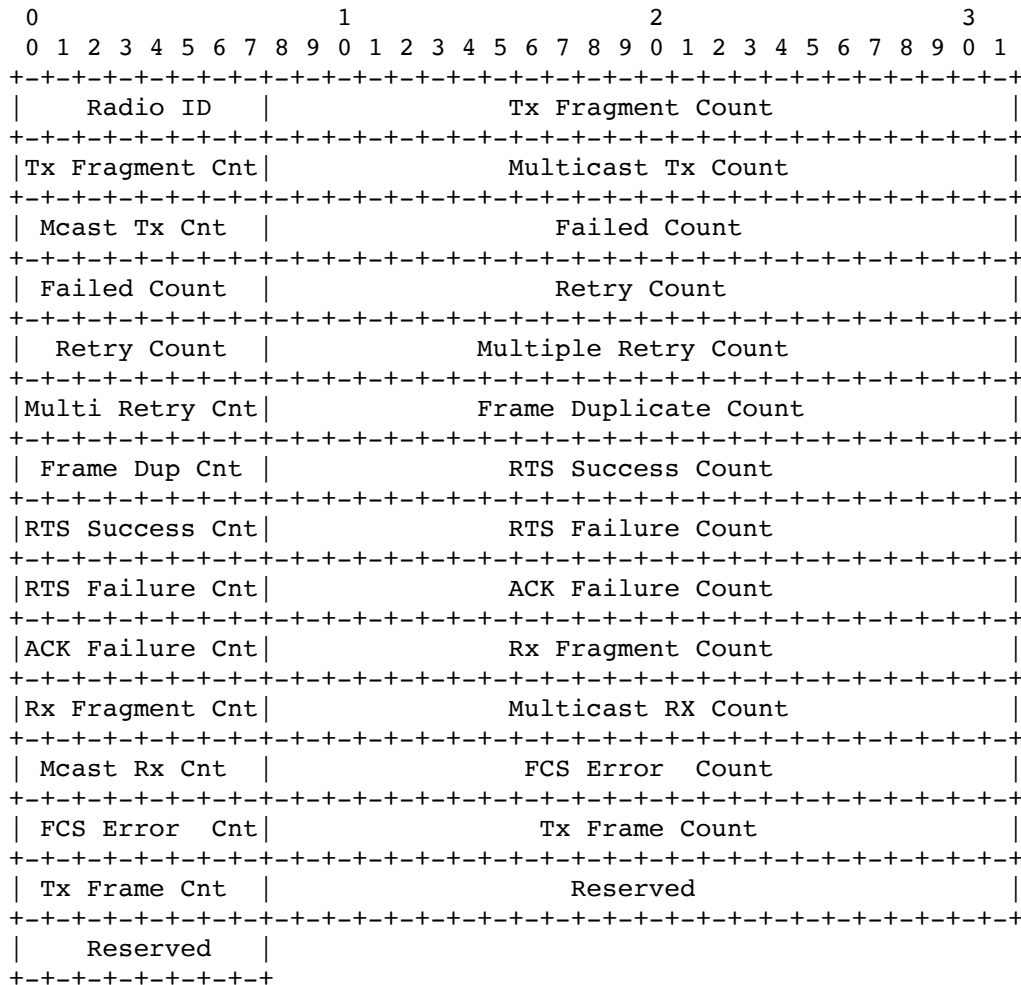 0                   1                   2                   3
 0 1 2 3 4 5 6 7 8 9 0 1 2 3 4 5 6 7 8 9 0 1 2 3 4 5 6 7 8 9 0 1
+-+-+-+-+-+-+-+-+-+-+-+-+-+-+-+-+-+-+-+-+-+-+-+-+-+-+-+-+-+-+-+-+
|    Radio ID   |               Tx Fragment Count               |
+-+-+-+-+-+-+-+-+-+-+-+-+-+-+-+-+-+-+-+-+-+-+-+-+-+-+-+-+-+-+-+-+
|Tx Fragment Cnt|               Multicast Tx Count              |
+-+-+-+-+-+-+-+-+-+-+-+-+-+-+-+-+-+-+-+-+-+-+-+-+-+-+-+-+-+-+-+-+
| Mcast Tx Cnt  |                  Failed Count                 |
+-+-+-+-+-+-+-+-+-+-+-+-+-+-+-+-+-+-+-+-+-+-+-+-+-+-+-+-+-+-+-+-+
| Failed Count  |                  Retry Count                  |
+-+-+-+-+-+-+-+-+-+-+-+-+-+-+-+-+-+-+-+-+-+-+-+-+-+-+-+-+-+-+-+-+
|  Retry Count  |             Multiple Retry Count              |
+-+-+-+-+-+-+-+-+-+-+-+-+-+-+-+-+-+-+-+-+-+-+-+-+-+-+-+-+-+-+-+-+
|Multi Retry Cnt|             Frame Duplicate Count             |
+-+-+-+-+-+-+-+-+-+-+-+-+-+-+-+-+-+-+-+-+-+-+-+-+-+-+-+-+-+-+-+-+
| Frame Dup Cnt |               RTS Success Count               |
+-+-+-+-+-+-+-+-+-+-+-+-+-+-+-+-+-+-+-+-+-+-+-+-+-+-+-+-+-+-+-+-+
|RTS Success Cnt|               RTS Failure Count               |
+-+-+-+-+-+-+-+-+-+-+-+-+-+-+-+-+-+-+-+-+-+-+-+-+-+-+-+-+-+-+-+-+
|RTS Failure Cnt|               ACK Failure Count               |
+-+-+-+-+-+-+-+-+-+-+-+-+-+-+-+-+-+-+-+-+-+-+-+-+-+-+-+-+-+-+-+-+
|ACK Failure Cnt|               Rx Fragment Count               |
+-+-+-+-+-+-+-+-+-+-+-+-+-+-+-+-+-+-+-+-+-+-+-+-+-+-+-+-+-+-+-+-+
|Rx Fragment Cnt|               Multicast RX Count              |
+-+-+-+-+-+-+-+-+-+-+-+-+-+-+-+-+-+-+-+-+-+-+-+-+-+-+-+-+-+-+-+-+
| Mcast Rx Cnt  |                FCS Error  Count               |
+-+-+-+-+-+-+-+-+-+-+-+-+-+-+-+-+-+-+-+-+-+-+-+-+-+-+-+-+-+-+-+-+
| FCS Error  Cnt|                 Tx Frame Count                |
+-+-+-+-+-+-+-+-+-+-+-+-+-+-+-+-+-+-+-+-+-+-+-+-+-+-+-+-+-+-+-+-+
| Tx Frame Cnt  |                   Reserved                    |
+-+-+-+-+-+-+-+-+-+-+-+-+-+-+-+-+-+-+-+-+-+-+-+-+-+-+-+-+-+-+-+-+
|    Reserved   |
+-+-+-+-+-+-+-+-+